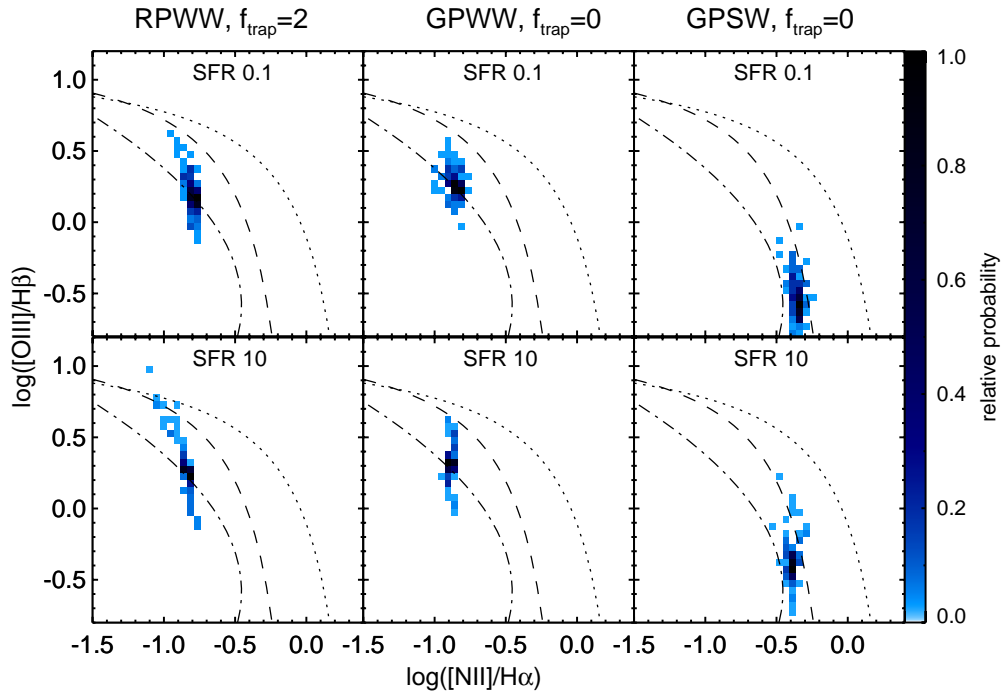 RPWW, f_trap=2 GPWW, f_trap=0 GPSW, f_trap=0
SFR 0.1 SFR 0.1 SFR 0.1
1.0
0.5
0.0
-0.5
SFR 10 SFR 10 SFR 10
1.0
0.5
0.0
-0.5
log([OIII]/Hβ)
-1.5 -1.0 -0.5 0.0 -1.0 -0.5 0.0 -1.0 -0.5 0.0
log([NII]/Hα)
1.0
0.8
0.6
0.4
0.2
0.0
relative probability